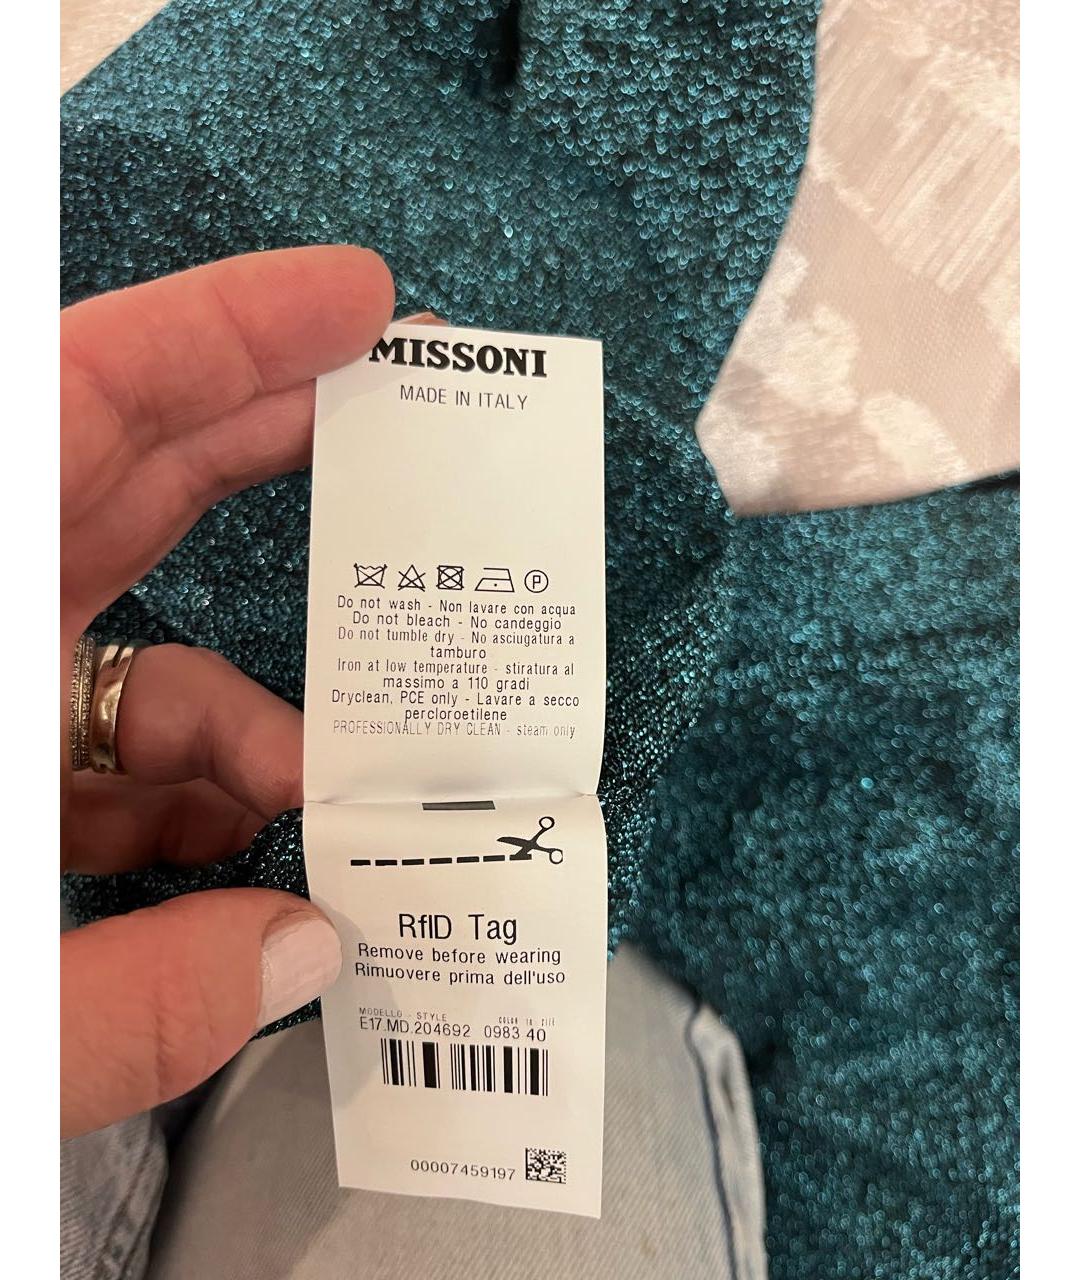 MISSONI
MADE IN ITALY
P
Do not wash - Non lavare con acqua
Do not bleach - No candeggio
Do not tumble dry - No asciugatura a
tamburo
Iron at low temperature - stiratura al
massimo a 110 gradi
Dryclean, PCE only - Lavare a secco
percloroetilene
PROFESSIONALLY DRY CLEAN - steam only
RfID Tag
Remove before wearing
Rimuovere prima dell'uso
MODELLO - STYLE
E17.MD.204692 0983 40
00007459197